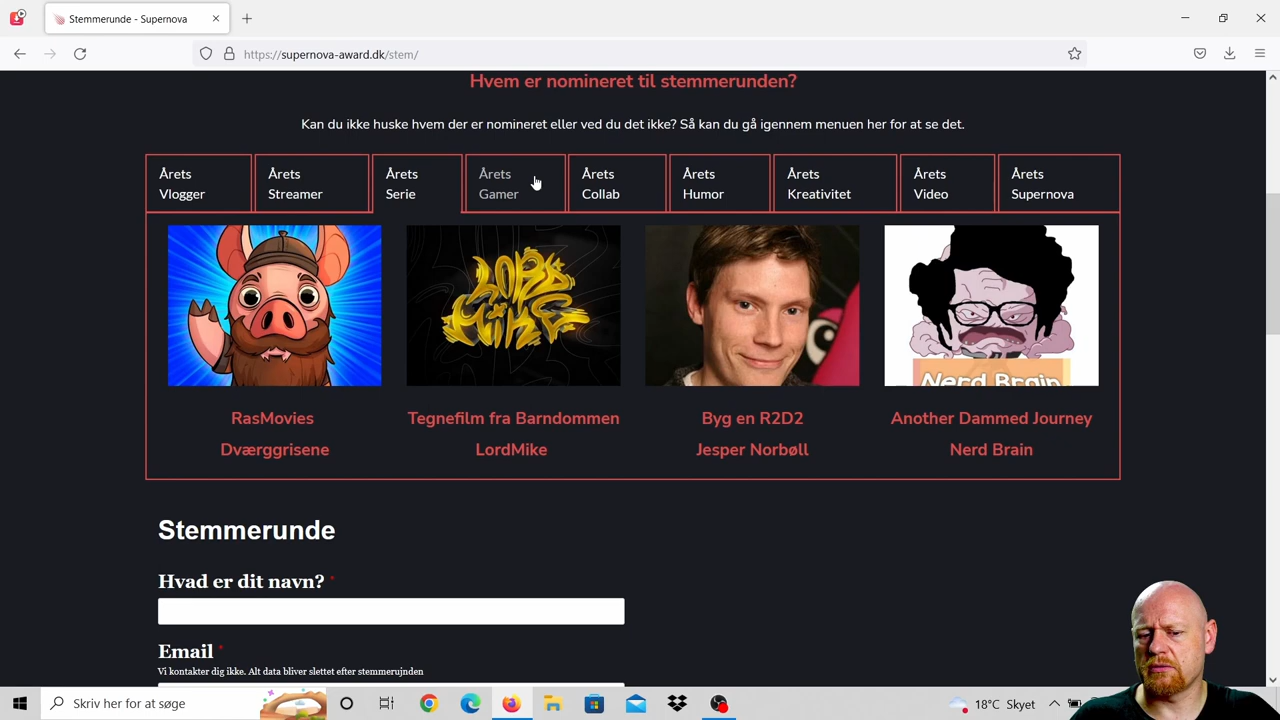 Stemmerunde - Supernova
https://supernova-award.dk/stem/
Hvem er nomineret til stemmerunden?
Kan du ikke huske hvem der er nomineret eller ved du det ikke? Så kan du gå igennem menuen her for at se det.
Årets Vlogger
Årets Streamer
Årets Serie
Årets Gamer
Årets Collab
Årets Humor
Årets Kreativitet
Årets Video
Årets Supernova
LORD MIKE
Nerd Brain
RasMovies
Dværggrisene
Tegnefilm fra Barndommen
LordMike
Byg en R2D2
Jesper Norbøll
Another Dammed Journey
Nerd Brain
Stemmerunde
Hvad er dit navn? *
Email *
Vi kontakter dig ikke. Alt data bliver slettet efter stemmerujnden
Skriv her for at søge
18°C Skyet